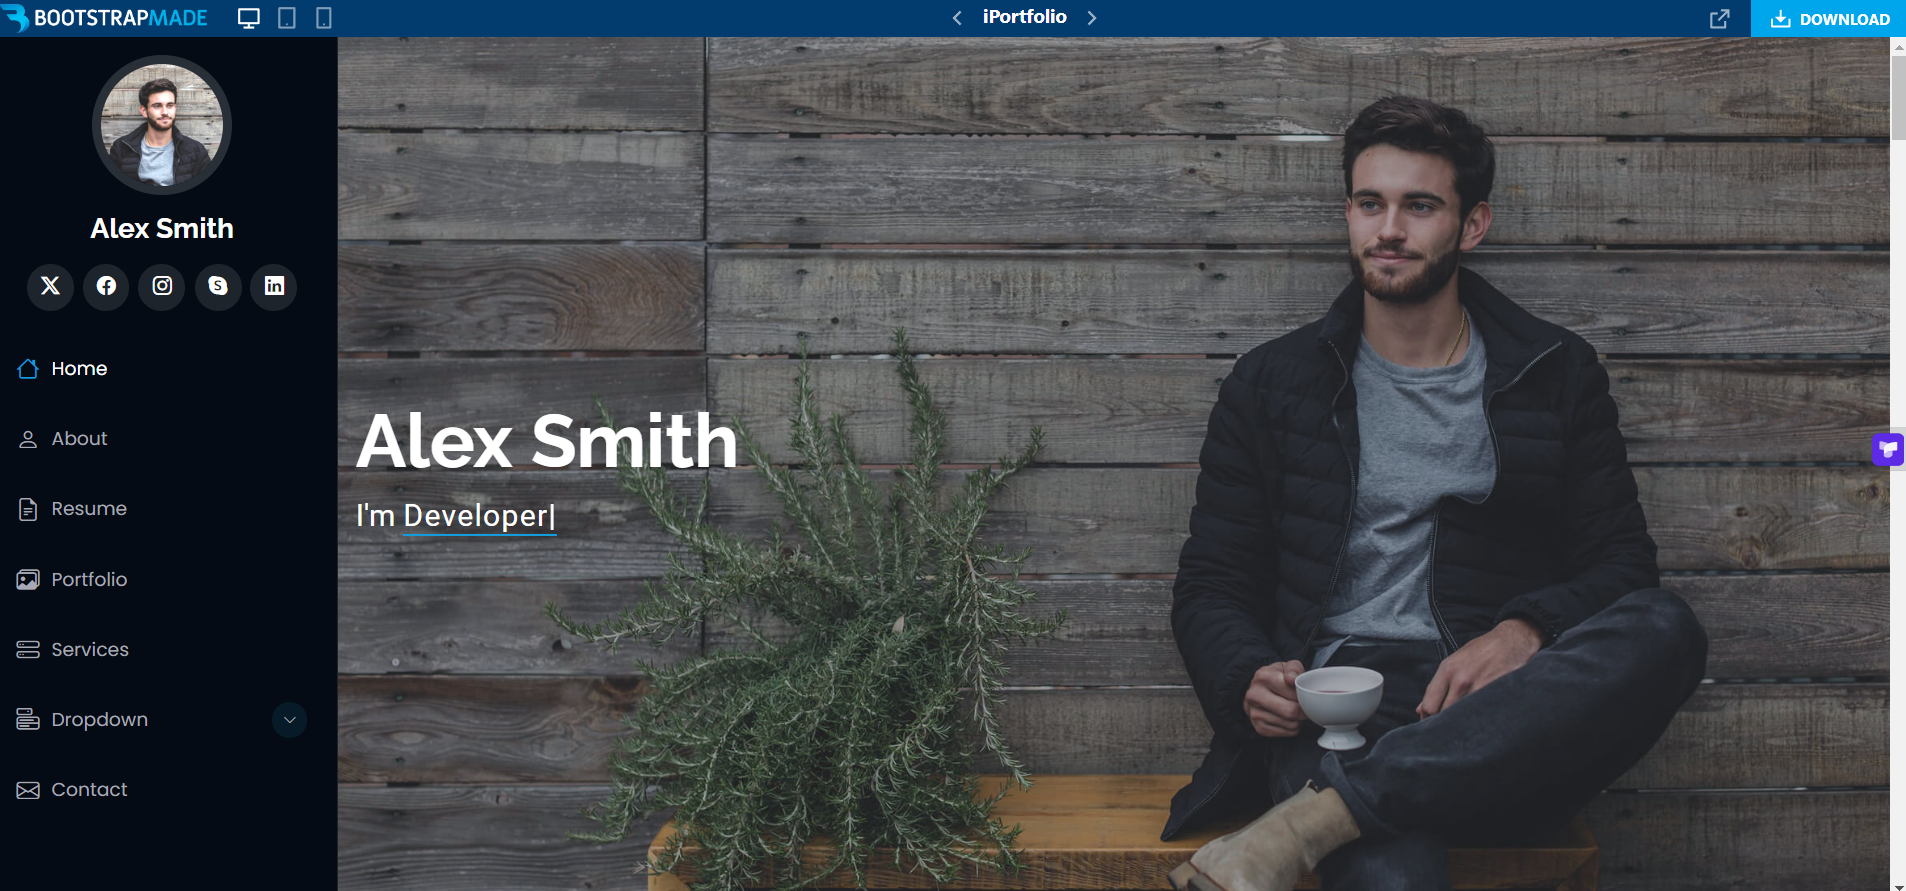 BOOTSTRAPMADE
iPortfolio
DOWNLOAD
Alex Smith
Home
About
Resume
Portfolio
Services
Dropdown
Contact
Alex Smith
I'm Developer|